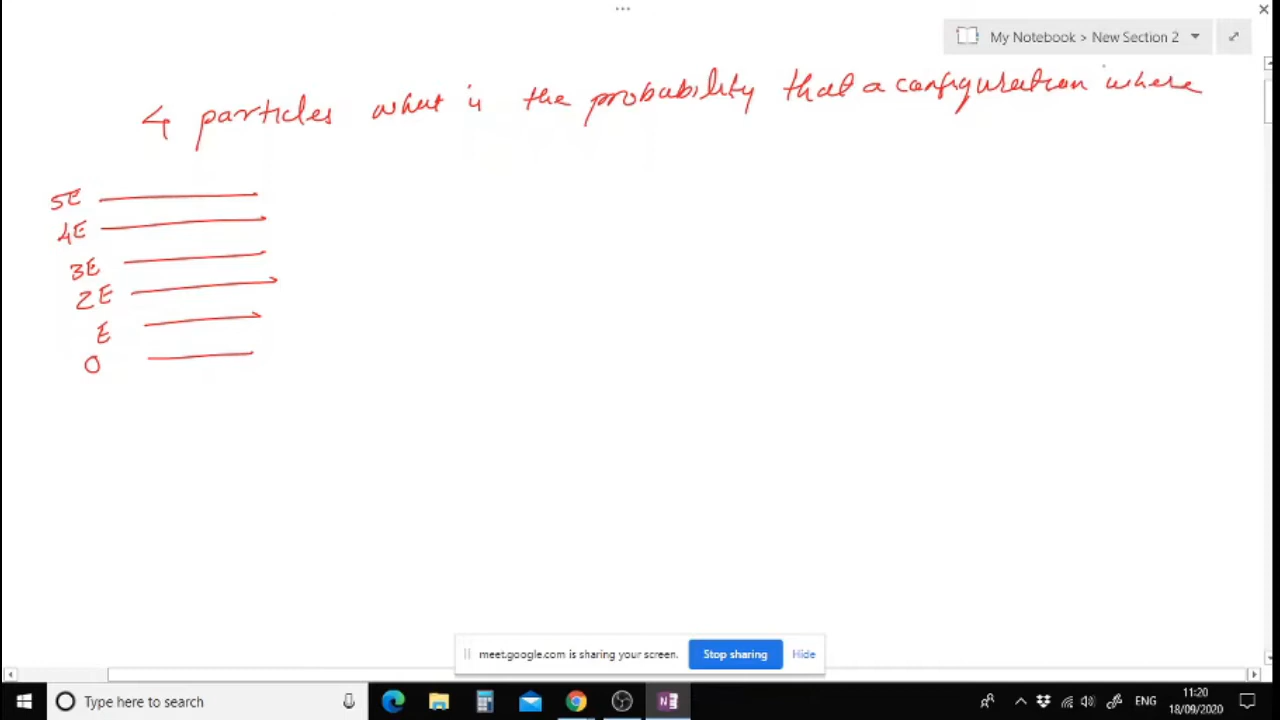 ...
My Notebook > New Section 2
4 particles what is the probability that a configuration where
5E
4E
3E
2E
E
0
meet.google.com is sharing your screen.
Stop sharing
Hide
Type here to search
ENG
11:20
18/09/2020